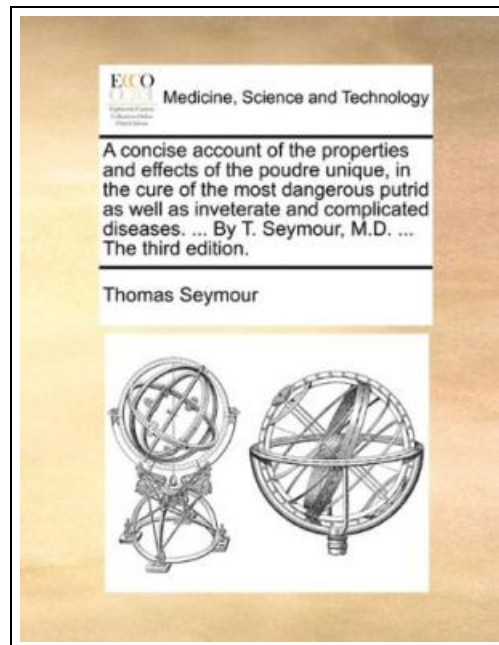 ECCO
Medicine, Science and Technology
A concise account of the properties
and effects of the poudre unique, in
the cure of the most dangerous putrid
as well as inveterate and complicated
diseases. ... By T. Seymour, M.D. ...
The third edition.
Thomas Seymour